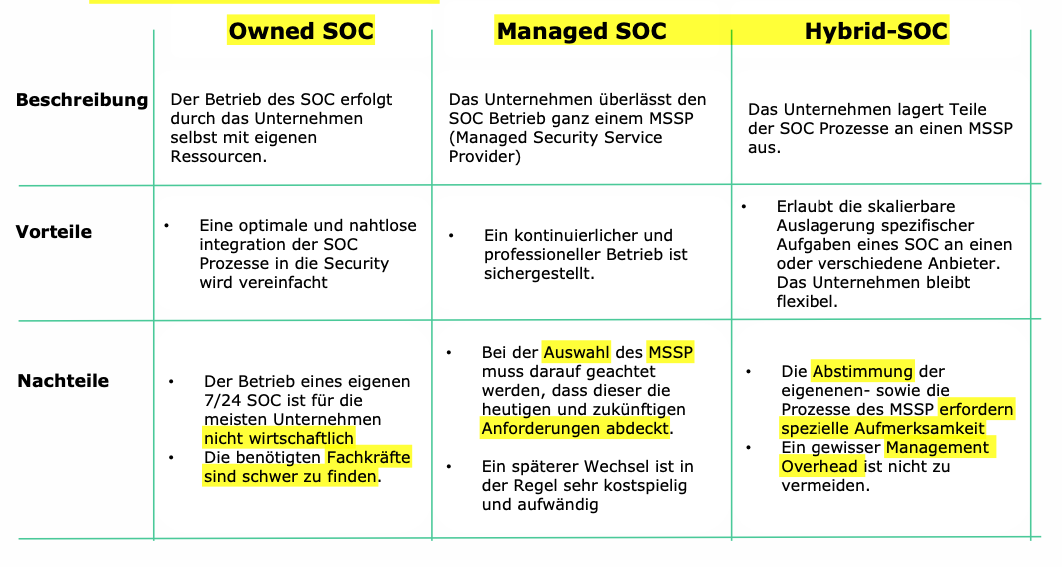 Owned SOC
Managed SOC
Hybrid-SOC
Beschreibung
Der Betrieb des SOC erfolgt
durch das Unternehmen
selbst mit eigenen
Ressourcen.
Das Unternehmen überlässt den
SOC Betrieb ganz einem MSSP
(Managed Security Service
Provider)
Das Unternehmen lagert Teile
der SOC Prozesse an einen MSSP
aus.
Vorteile
• Eine optimale und nahtlose
integration der SOC
Prozesse in die Security
wird vereinfacht
• Ein kontinuierlicher und
professioneller Betrieb ist
sichergestellt.
• Erlaubt die skalierbare
Auslagerung spezifischer
Aufgaben eines SOC an einen
oder verschiedene Anbieter.
Das Unternehmen bleibt
flexibel.
Nachteile
• Der Betrieb eines eigenen
7/24 SOC ist für die
meisten Unternehmen
nicht wirtschaftlich
• Die benötigten Fachkräfte
sind schwer zu finden.
• Bei der Auswahl des MSSP
muss darauf geachtet
werden, dass dieser die
heutigen und zukünftigen
Anforderungen abdeckt.
• Ein späterer Wechsel ist in
der Regel sehr kostspielig
und aufwändig
• Die Abstimmung der
eigenenen- sowie die
Prozesse des MSSP erfordern
spezielle Aufmerksamkeit
• Ein gewisser Management
Overhead ist nicht zu
vermeiden.